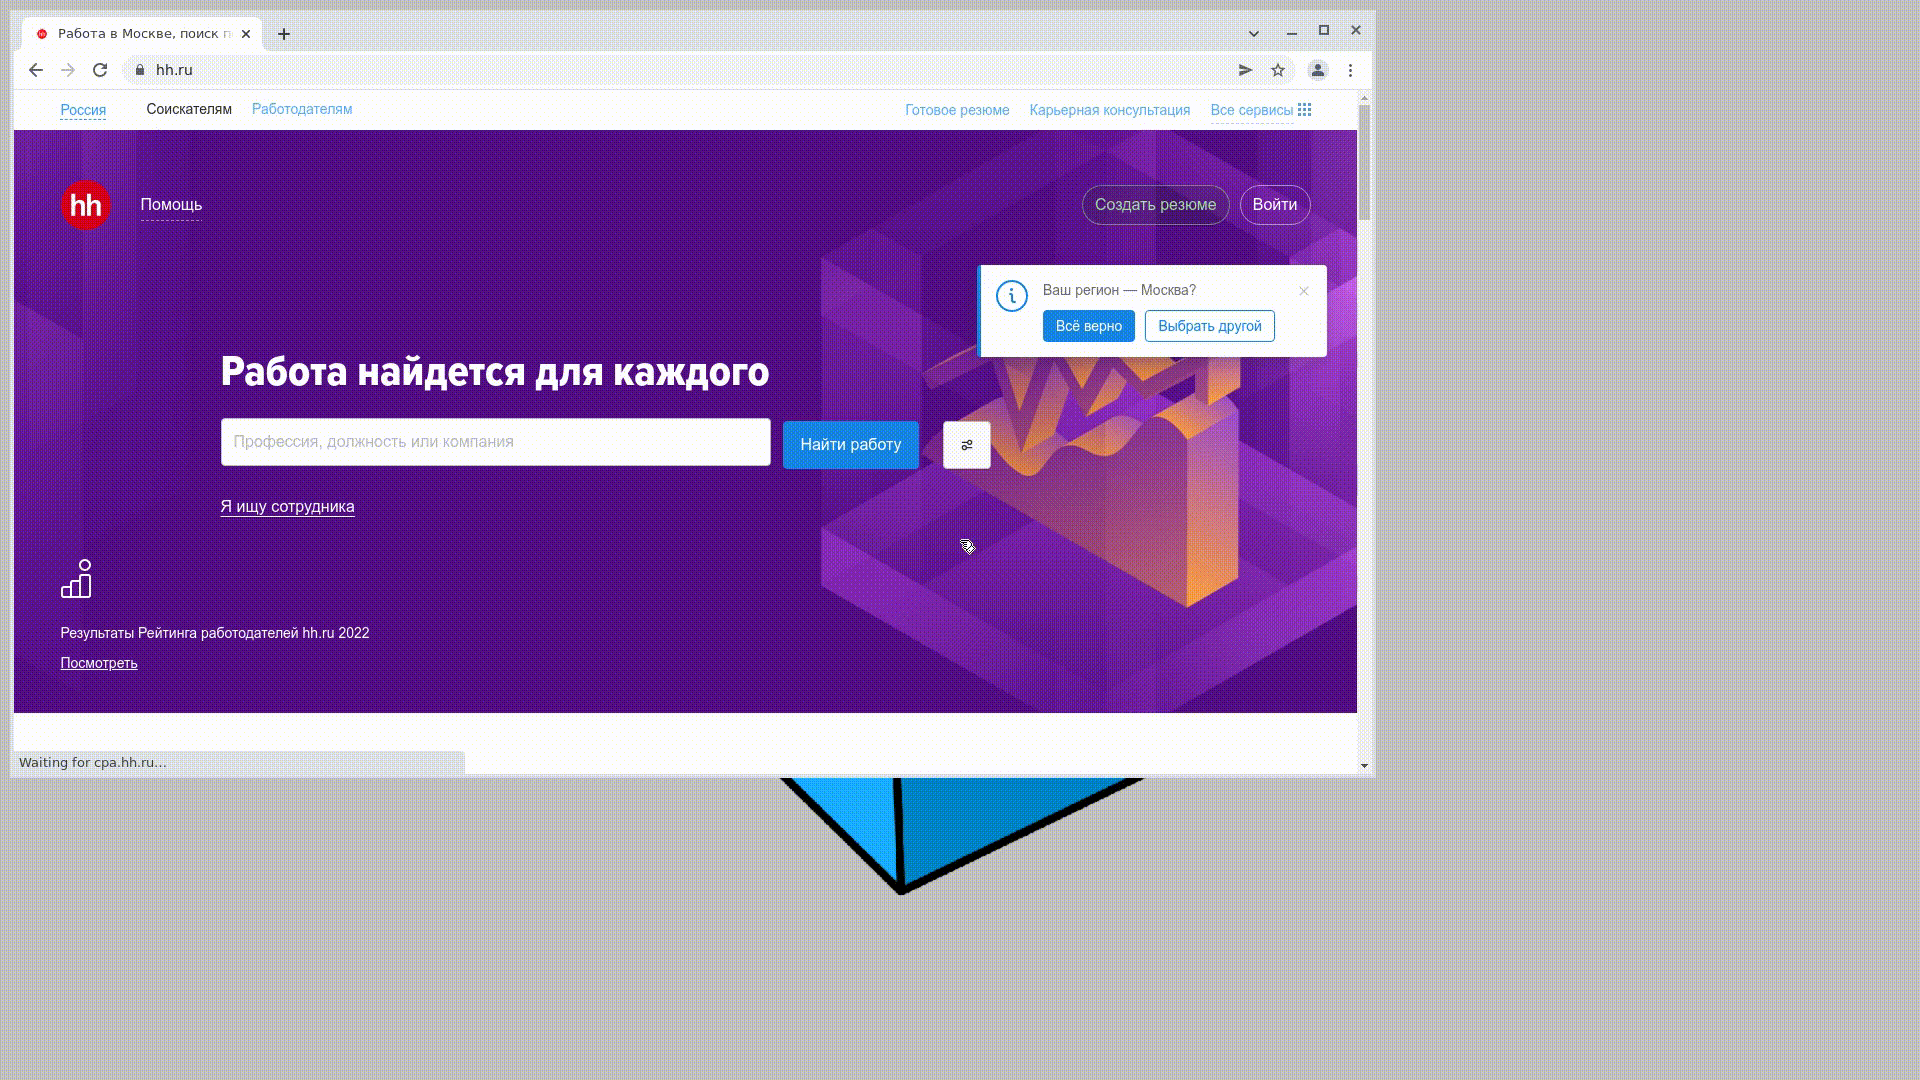 Работа в Москве, поиск п
hh.ru
Россия Соискателям Работодателям Готовое резюме Карьерная консультация Все сервисы
hh Помощь Создать резюме Войти
Ваш регион — Москва?
Всё верно Выбрать другой
Работа найдется для каждого
Профессия, должность или компания Найти работу
Я ищу сотрудника
Результаты Рейтинга работодателей hh.ru 2022
Посмотреть
Waiting for cpa.hh.ru...